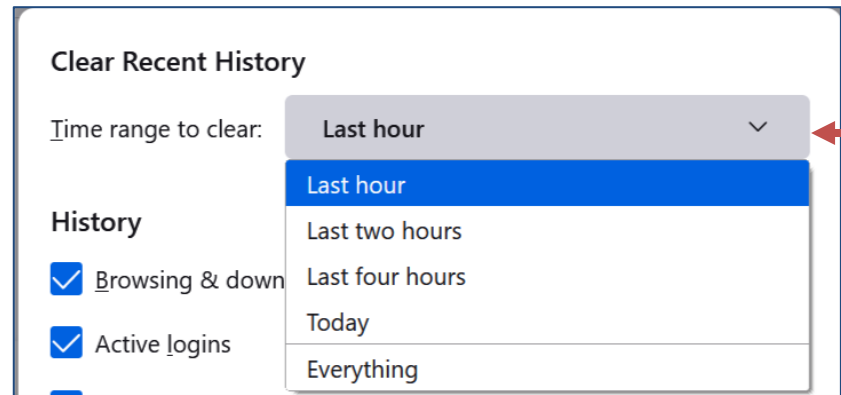 Clear Recent History
Time range to clear: Last hour
Last hour
History
Last two hours
Browsing & down
Last four hours
Today
Active logins
Everything